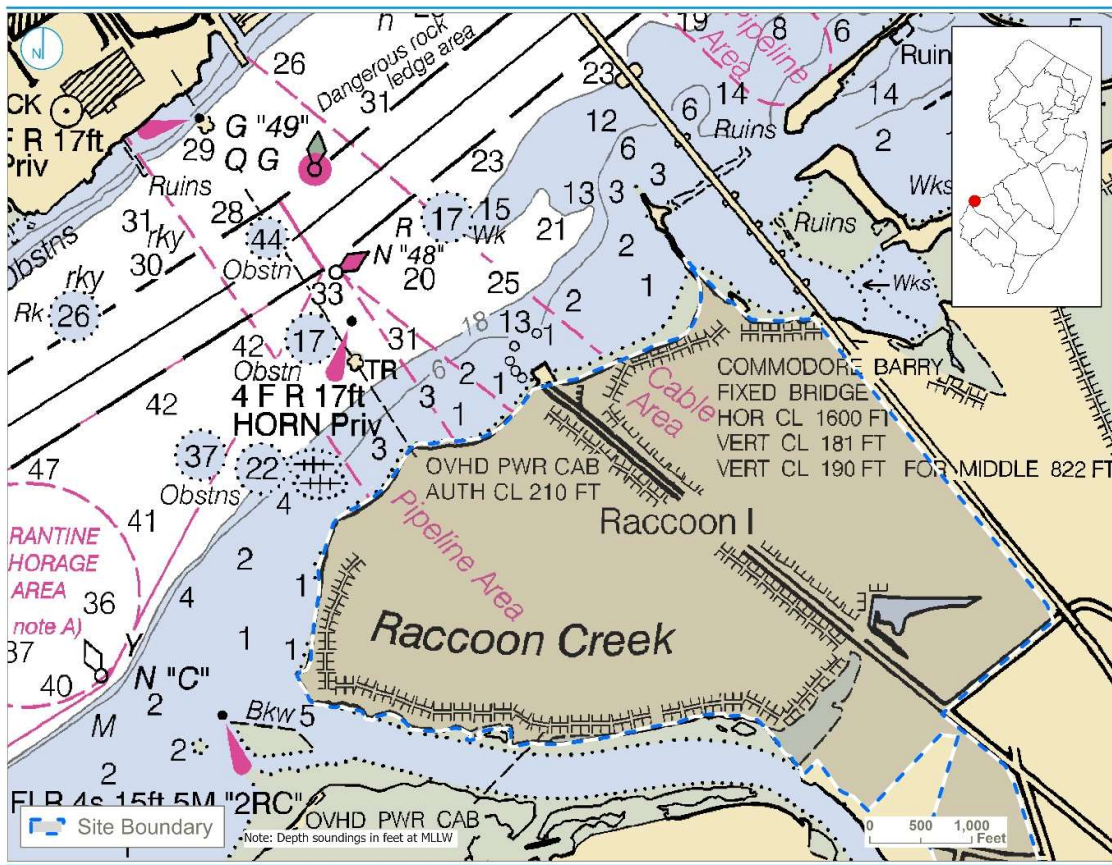 N
26
Dangerous rock
ledge area
31
Pipeline
Area
19
8
6
5
23
14
6
12
6
3
3
Ruins
Ruin
14
2
Wks
Ruins
Wks
CK
F R 17ft
Priv
29
G "49"
Q G
Ruins
31
rky
28
30
Obstns
rky
Rk
26
44
Obstn
23
R
17
15
Wk
13
21
2
1
N "48"
33
20
25
2
18
13
1
42
17
Obstn
31
TR
6
2
3
1
1
4 F R 17ft
HORN Priv
3
42
37
22
Obstns
4
47
41
RANTINE
HORAGE
AREA
note A)
36
37
40
Y
N "C"
2
4
2
1
1
1
M
2
2
Bkw
5
Fl R 4s 15ft 5M "2RC"
OVHD PWR CAB
AUTH CL 210 FT
Cable
Area
COMMODORE BARRY
FIXED BRIDGE
HOR CL 1600 FT
VERT CL 181 FT
VERT CL 190 FT FOR MIDDLE 822 FT
Raccoon I
Pipeline Area
Raccoon Creek
OVHD PWR CAB
Site Boundary
Note: Depth soundings in feet at MLLW
0 500 1,000
Feet